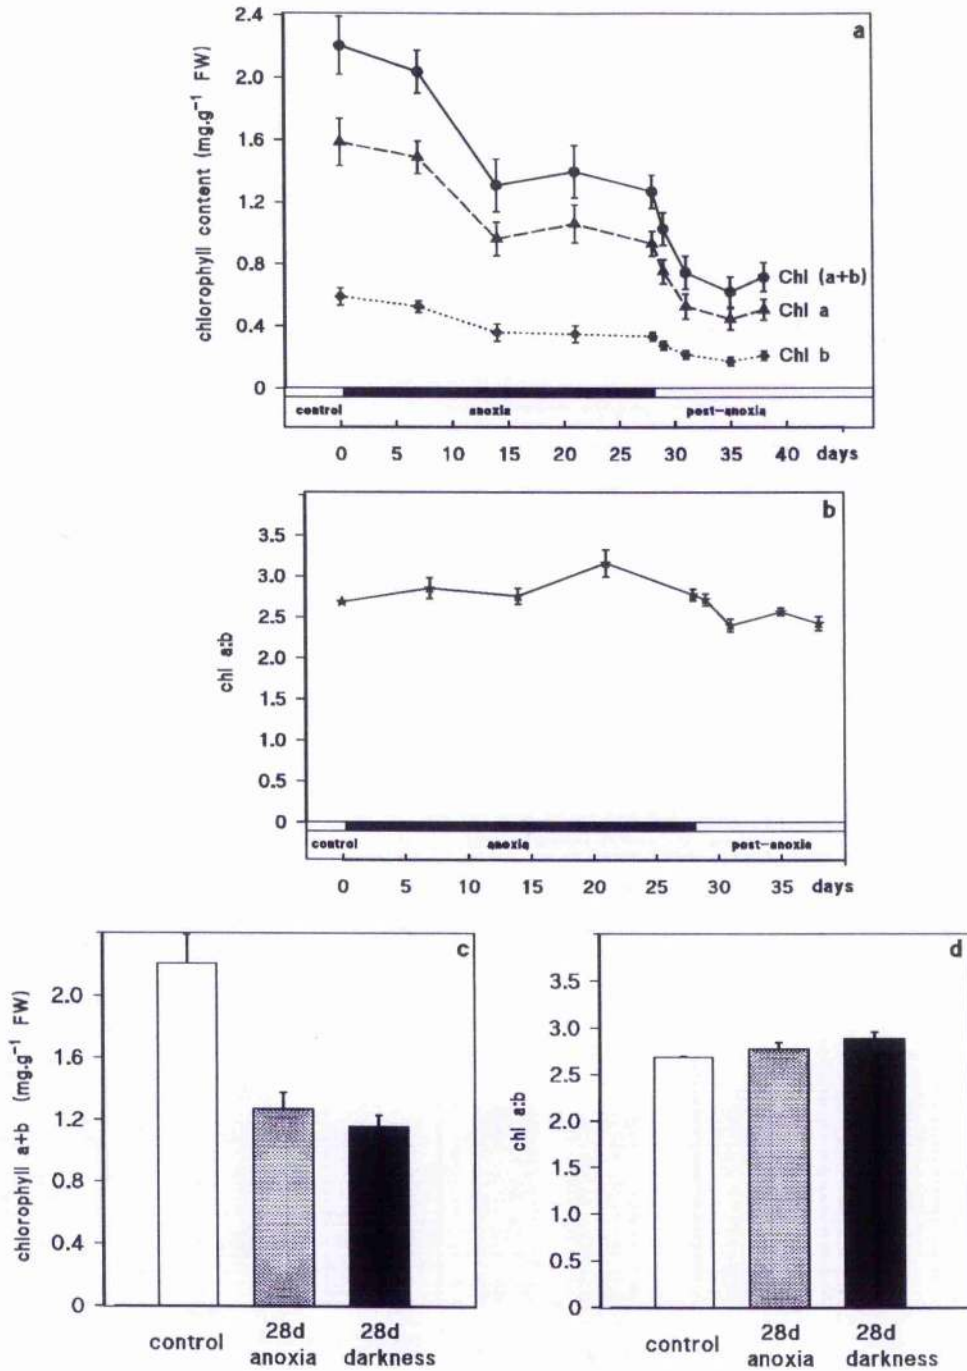 a
chlorophyll content (mg.g⁻¹ FW)
2.4
2.0
1.6
1.2
0.8
0.4
0
Chl (a+b)
Chl a
Chl b
control anoxia post-anoxia
0 5 10 15 20 25 30 35 40 days
b
chl a:b
3.5
3.0
2.5
2.0
1.5
1.0
0.5
0
control anoxia post-anoxia
0 5 10 15 20 25 30 35 days
c
chlorophyll a+b (mg.g⁻¹ FW)
2.0
1.6
1.2
0.8
0.4
0
control 28d anoxia 28d darkness
d
chl a:b
3.5
3.0
2.5
2.0
1.5
1.0
0.5
0
control 28d anoxia 28d darkness